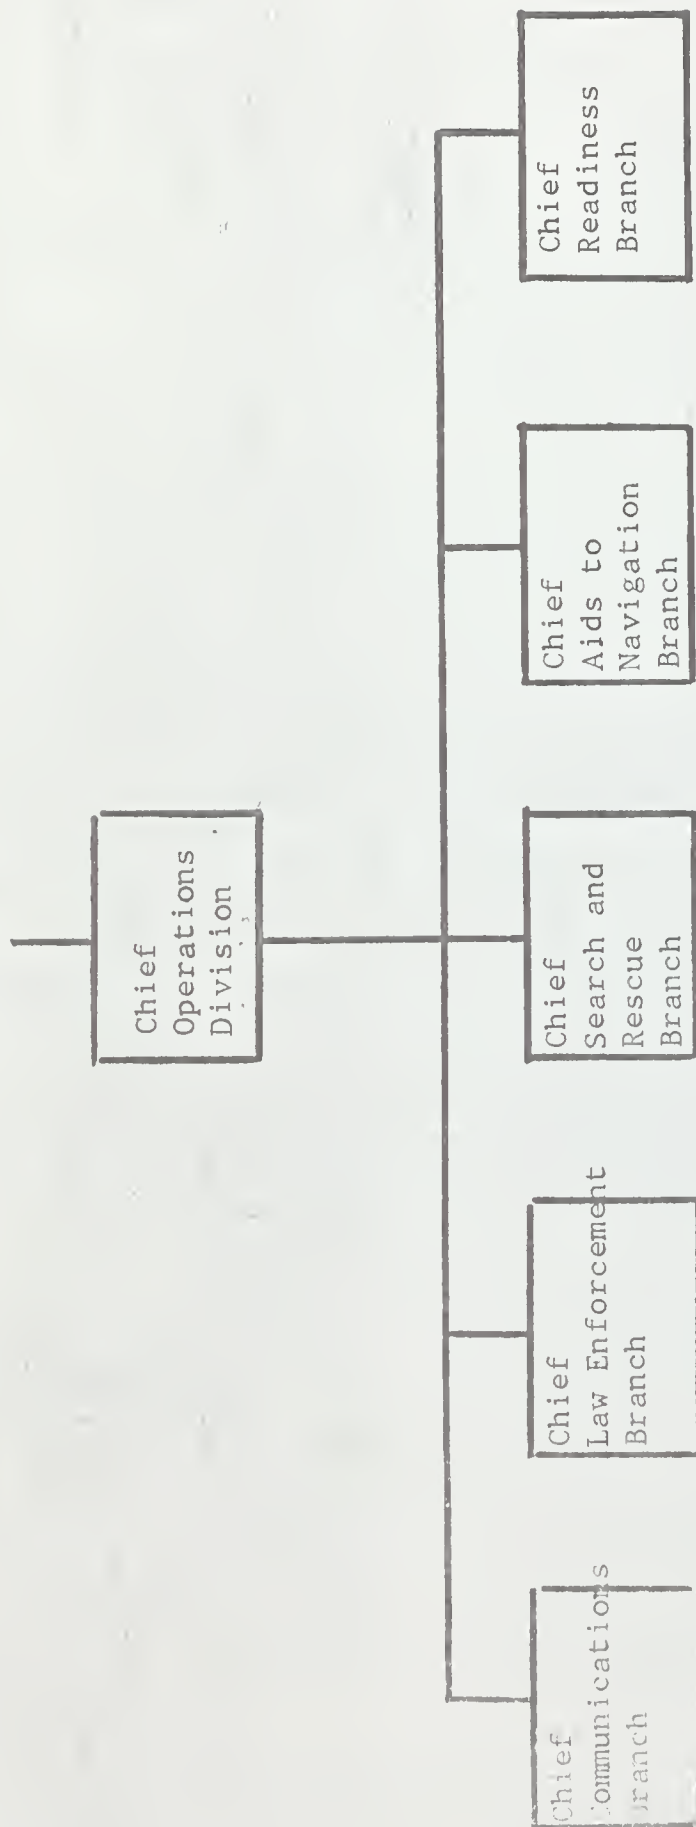 Chief
Operations
Division
Chief
Communications
Branch
Chief
Law Enforcement
Branch
Chief
Search and
Rescue
Branch
Chief
Aids to
Navigation
Branch
Chief
Readiness
Branch